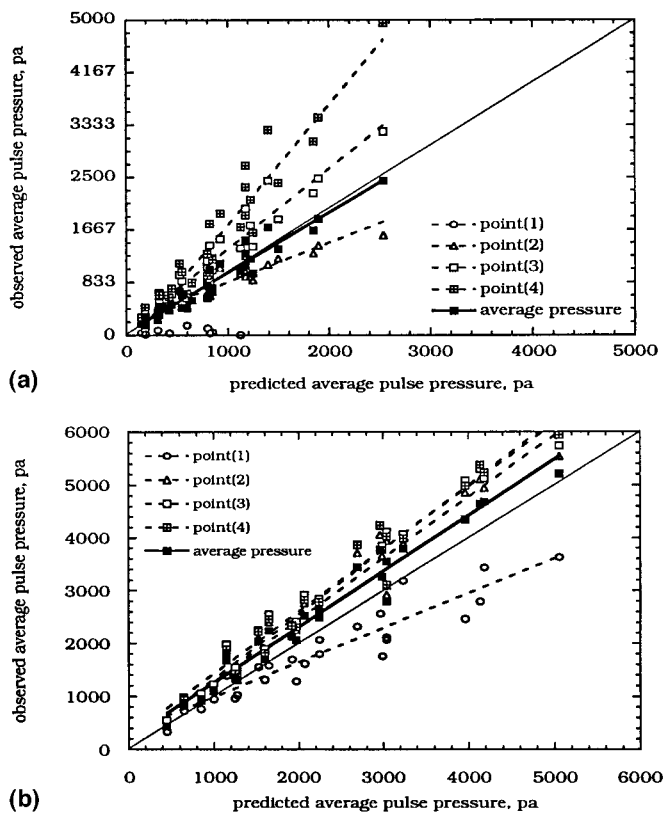 5000
4167
3333
2500
1667
833
0
observed average pulse pressure, pa
point(1)
point(2)
point(3)
point(4)
average pressure
0 1000 2000 3000 4000 5000
predicted average pulse pressure, pa
(a)
6000
5000
4000
3000
2000
1000
0
observed average pulse pressure, pa
point(1)
point(2)
point(3)
point(4)
average pressure
0 1000 2000 3000 4000 5000 6000
predicted average pulse pressure, pa
(b)